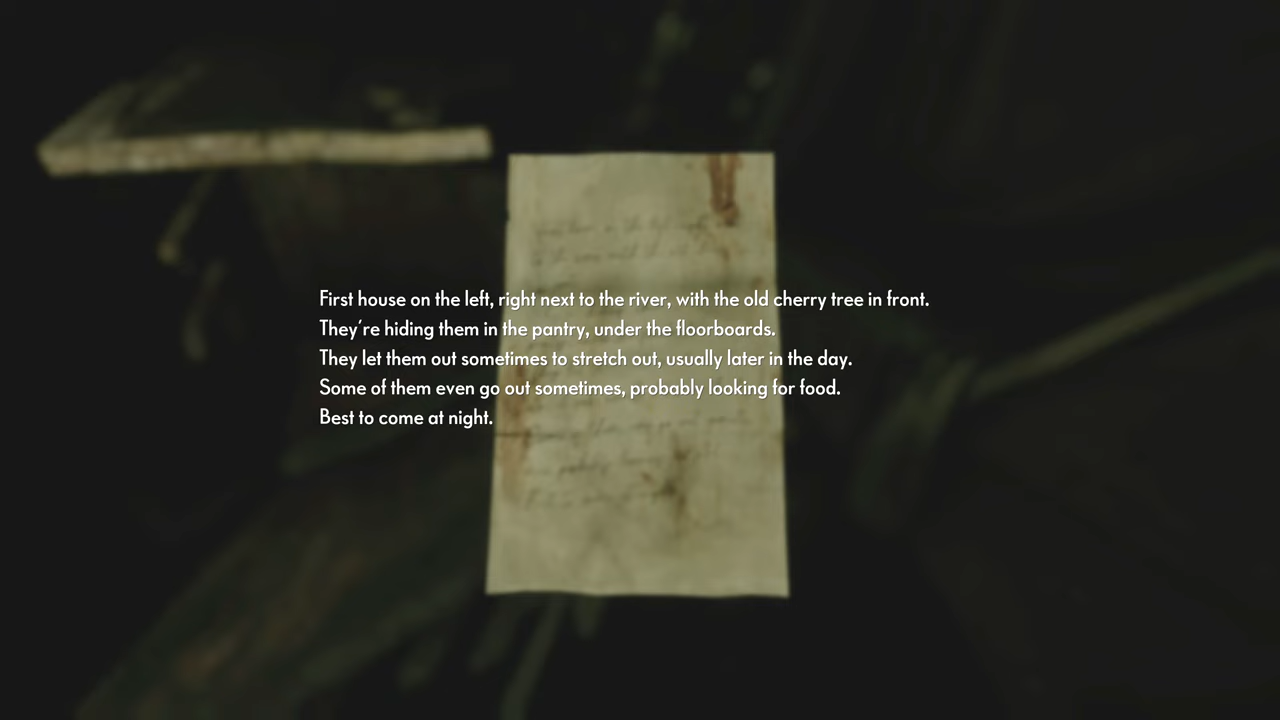 First house on the left, right next to the river, with the old cherry tree in front.
They're hiding them in the pantry, under the floorboards.
They let them out sometimes to stretch out, usually later in the day.
Some of them even go out sometimes, probably looking for food.
Best to come at night.